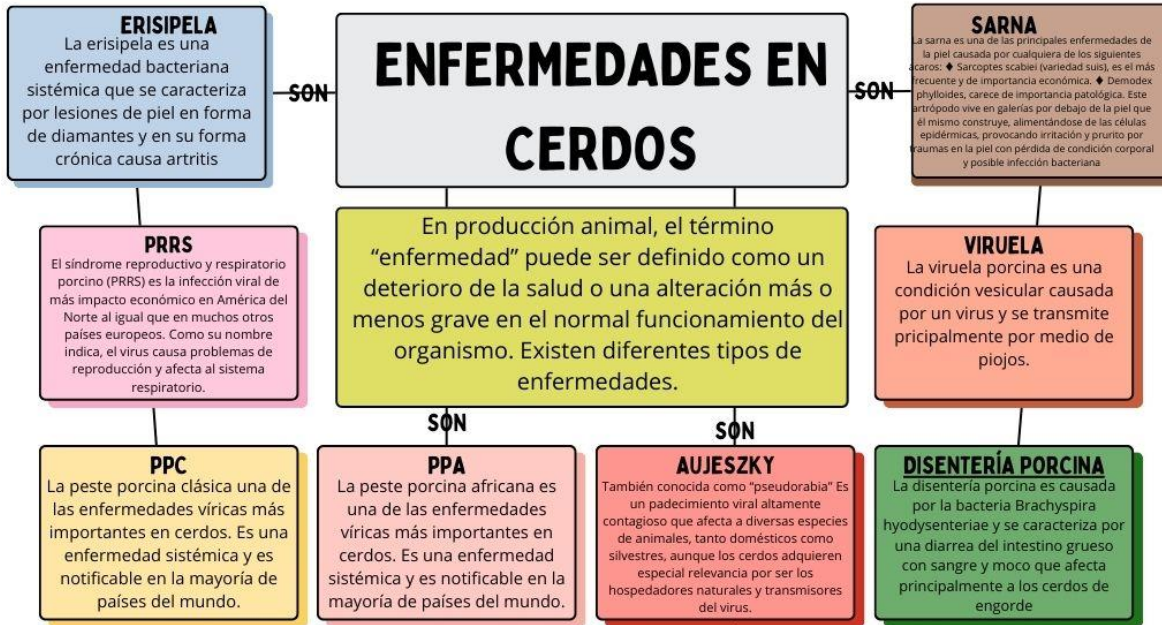 ENFERMEDADES EN
CERDOS
En producción animal, el término
“enfermedad” puede ser definido como un
deterioro de la salud o una alteración más o
menos grave en el normal funcionamiento del
organismo. Existen diferentes tipos de
enfermedades.
SON
ERISIPELA
La erisipela es una
enfermedad bacteriana
sistémica que se caracteriza
por lesiones de piel en forma
de diamantes y en su forma
crónica causa artritis
PRRS
El síndrome reproductivo y respiratorio
porcino (PRRS) es la infección viral de
más impacto económico en América del
Norte al igual que en muchos otros
países europeos. Como su nombre
indica, el virus causa problemas de
reproducción y afecta al sistema
respiratorio.
PPC
La peste porcina clásica una de
las enfermedades víricas más
importantes en cerdos. Es una
enfermedad sistémica y es
notificable en la mayoría de
países del mundo.
SON
PPA
La peste porcina africana es
una de las enfermedades
víricas más importantes en
cerdos. Es una enfermedad
sistémica y es notificable en la
mayoría de países del mundo.
SON
AUJESZKY
También conocida como “pseudorabia” Es
un padecimiento viral altamente
contagioso que afecta a diversas especies
de animales, tanto domésticos como
silvestres, aunque los cerdos adquieren
especial relevancia por ser los
hospedadores naturales y transmisores
del virus.
SON
SARNA
La sarna es una de las principales enfermedades de
la piel causada por cualquiera de los siguientes
ácaros: ♦ Sarcoptes scabiei (variedad suis), es el más
frecuente y de importancia económica. ♦ Demodex
phylloides, carece de importancia patológica. Este
artrópodo vive en galerías por debajo de la piel que
él mismo construye, alimentándose de las células
epidérmicas, provocando irritación y prurito por
traumas en la piel con pérdida de condición corporal
y posible infección bacteriana
VIRUELA
La viruela porcina es una
condición vesicular causada
por un virus y se transmite
pricipalmente por medio de
piojos.
DISENTERÍA PORCINA
La disentería porcina es causada
por la bacteria Brachyspira
hyodysenteriae y se caracteriza por
una diarrea del intestino grueso
con sangre y moco que afecta
principalmente a los cerdos de
engorde